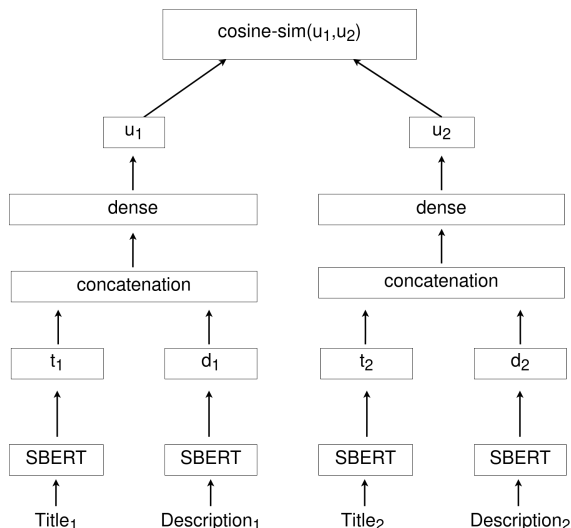 cosine-sim(u₁,u₂)
u₁ u₂
dense dense
concatenation concatenation
t₁ d₁ t₂ d₂
SBERT SBERT SBERT SBERT
Title₁ Description₁ Title₂ Description₂